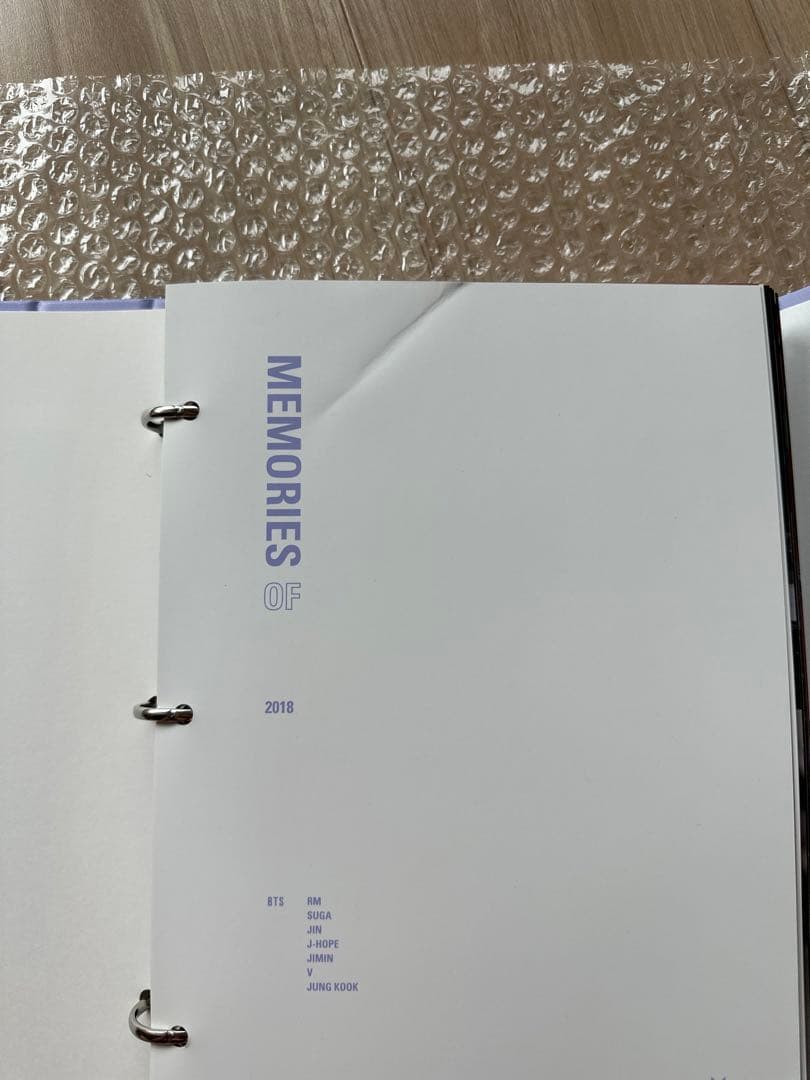 MEMORIES
OF
2018
BTS
RM
SUGA
JIN
J-HOPE
JIMIN
V
JUNG KOOK